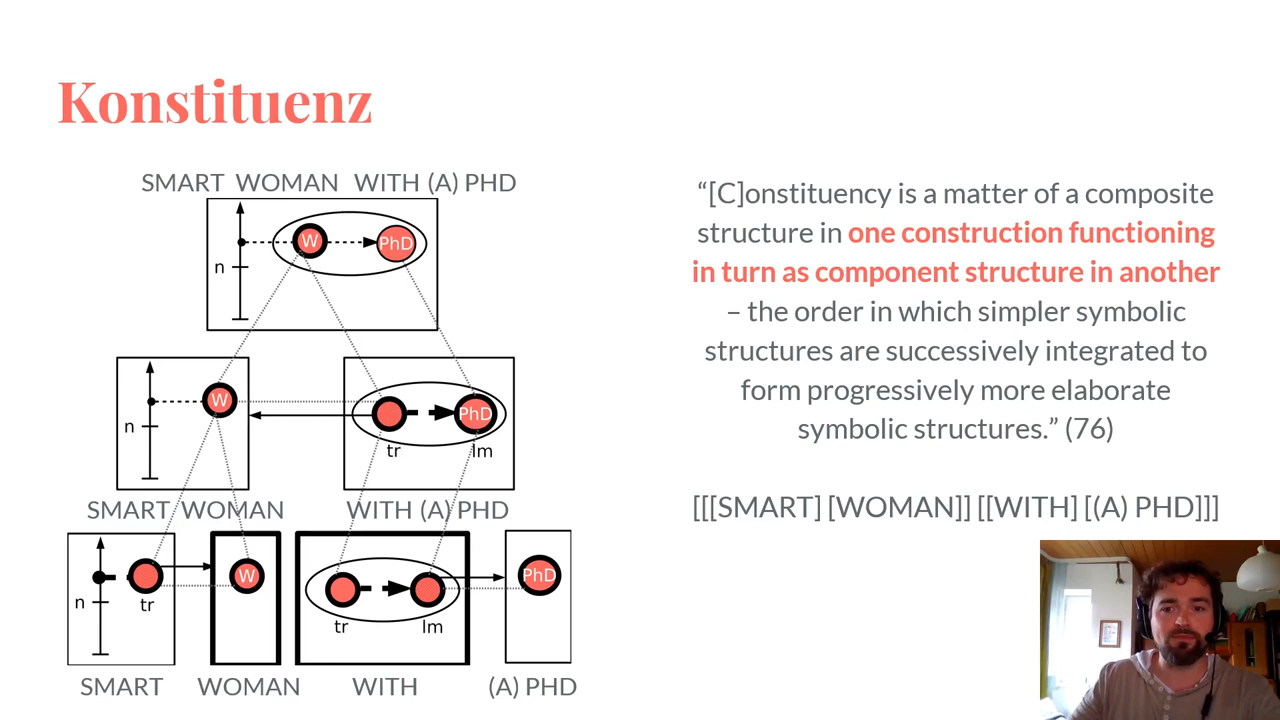 Konstituenz
SMART WOMAN WITH (A) PHD
W
PhD
n
W
PhD
n
tr
lm
SMART WOMAN
WITH (A) PHD
W
PhD
n
tr
tr
lm
SMART
WOMAN
WITH
(A) PHD
“[C]onstituency is a matter of a composite
structure in one construction functioning
in turn as component structure in another
– the order in which simpler symbolic
structures are successively integrated to
form progressively more elaborate
symbolic structures.” (76)
[[[SMART] [WOMAN]] [[WITH] [(A) PHD]]]